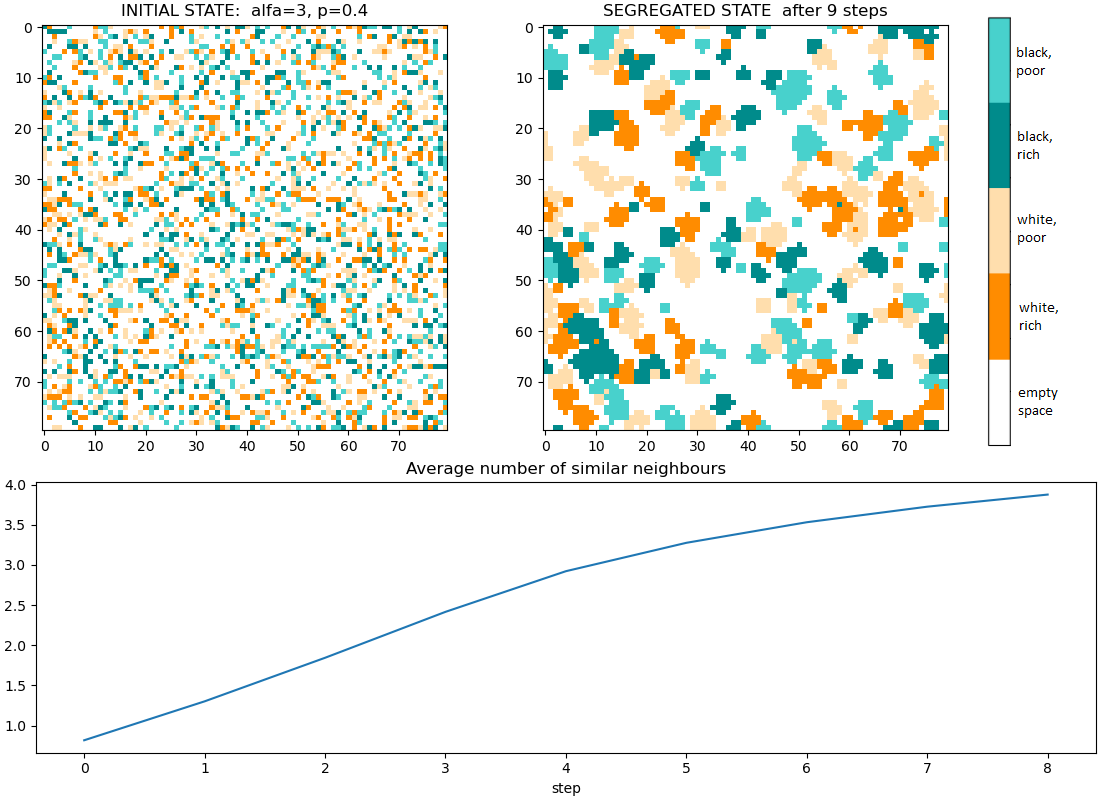 INITIAL STATE:  alfa=3, p=0.4
0
10
20
30
40
50
60
70
0 10 20 30 40 50 60 70
SEGREGATED STATE  after 9 steps
0
10
20
30
40
50
60
70
0 10 20 30 40 50 60 70
black,
poor
black,
rich
white,
poor
white,
rich
empty
space
Average number of similar neighbours
4.0
3.5
3.0
2.5
2.0
1.5
1.0
0 1 2 3 4 5 6 7 8
step